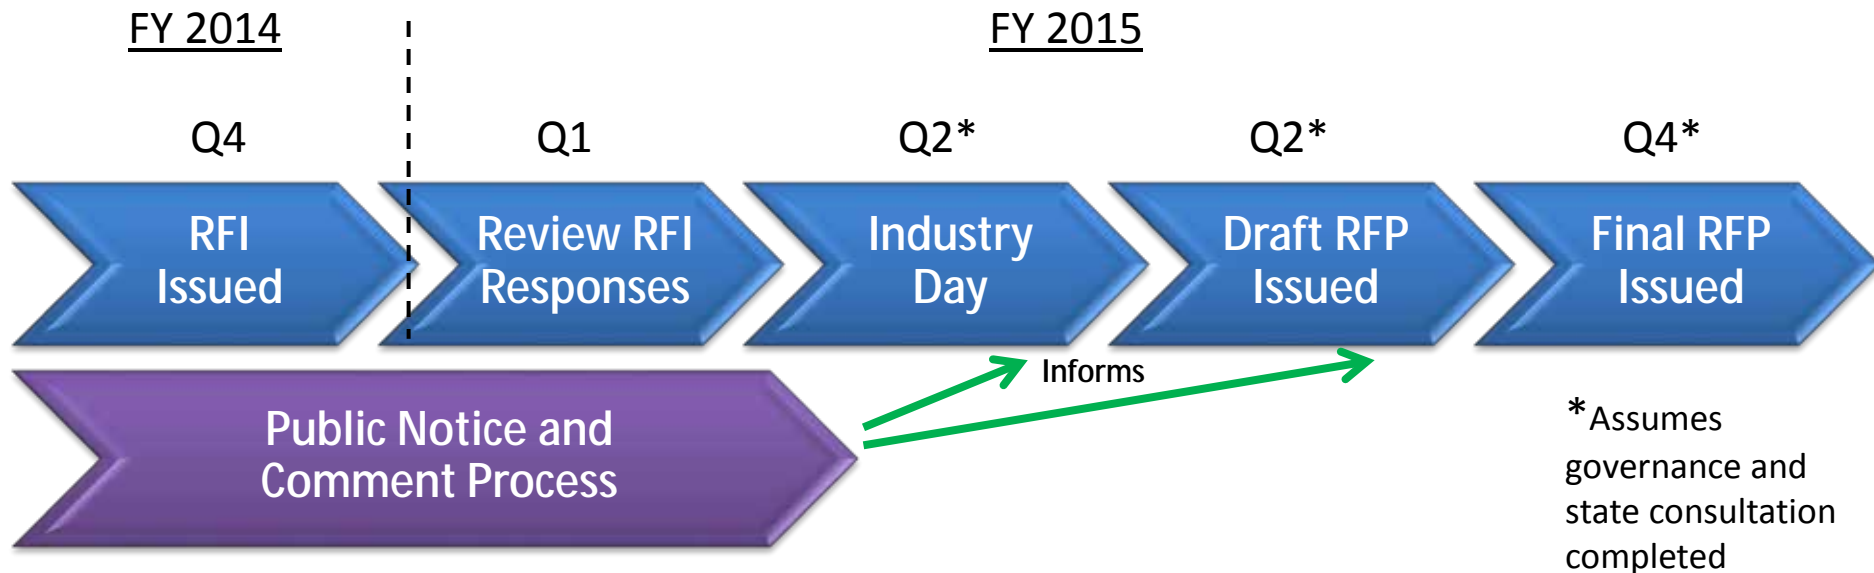 FY 2014
FY 2015
Q4
Q1
Q2*
Q2*
Q4*
RFI
Issued
Review RFI
Responses
Industry
Day
Draft RFP
Issued
Final RFP
Issued
Informs
Public Notice and
Comment Process
*Assumes
governance and
state consultation
completed